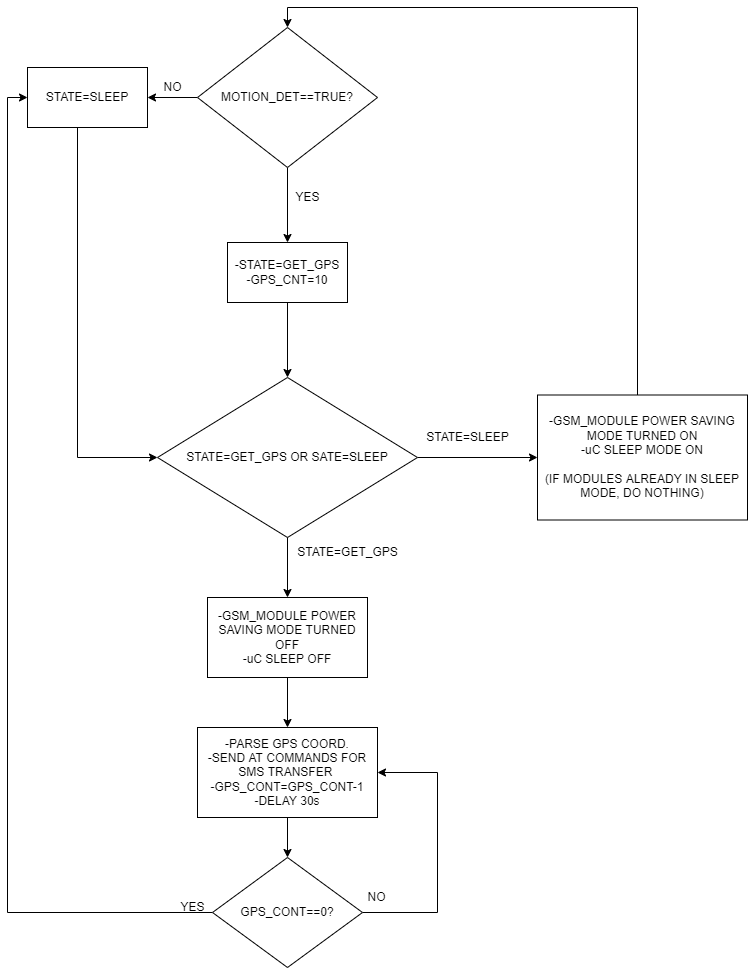 MOTION_DET==TRUE?
NO
STATE=SLEEP
YES
-STATE=GET_GPS
-GPS_CNT=10
STATE=GET_GPS OR SATE=SLEEP
STATE=SLEEP
-GSM_MODULE POWER SAVING
MODE TURNED ON
-uC SLEEP MODE ON
(IF MODULES ALREADY IN SLEEP
MODE, DO NOTHING)
STATE=GET_GPS
-GSM_MODULE POWER
SAVING MODE TURNED
OFF
-uC SLEEP OFF
-PARSE GPS COORD.
-SEND AT COMMANDS FOR
SMS TRANSFER
-GPS_CONT=GPS_CONT-1
-DELAY 30s
GPS_CONT==0?
YES
NO